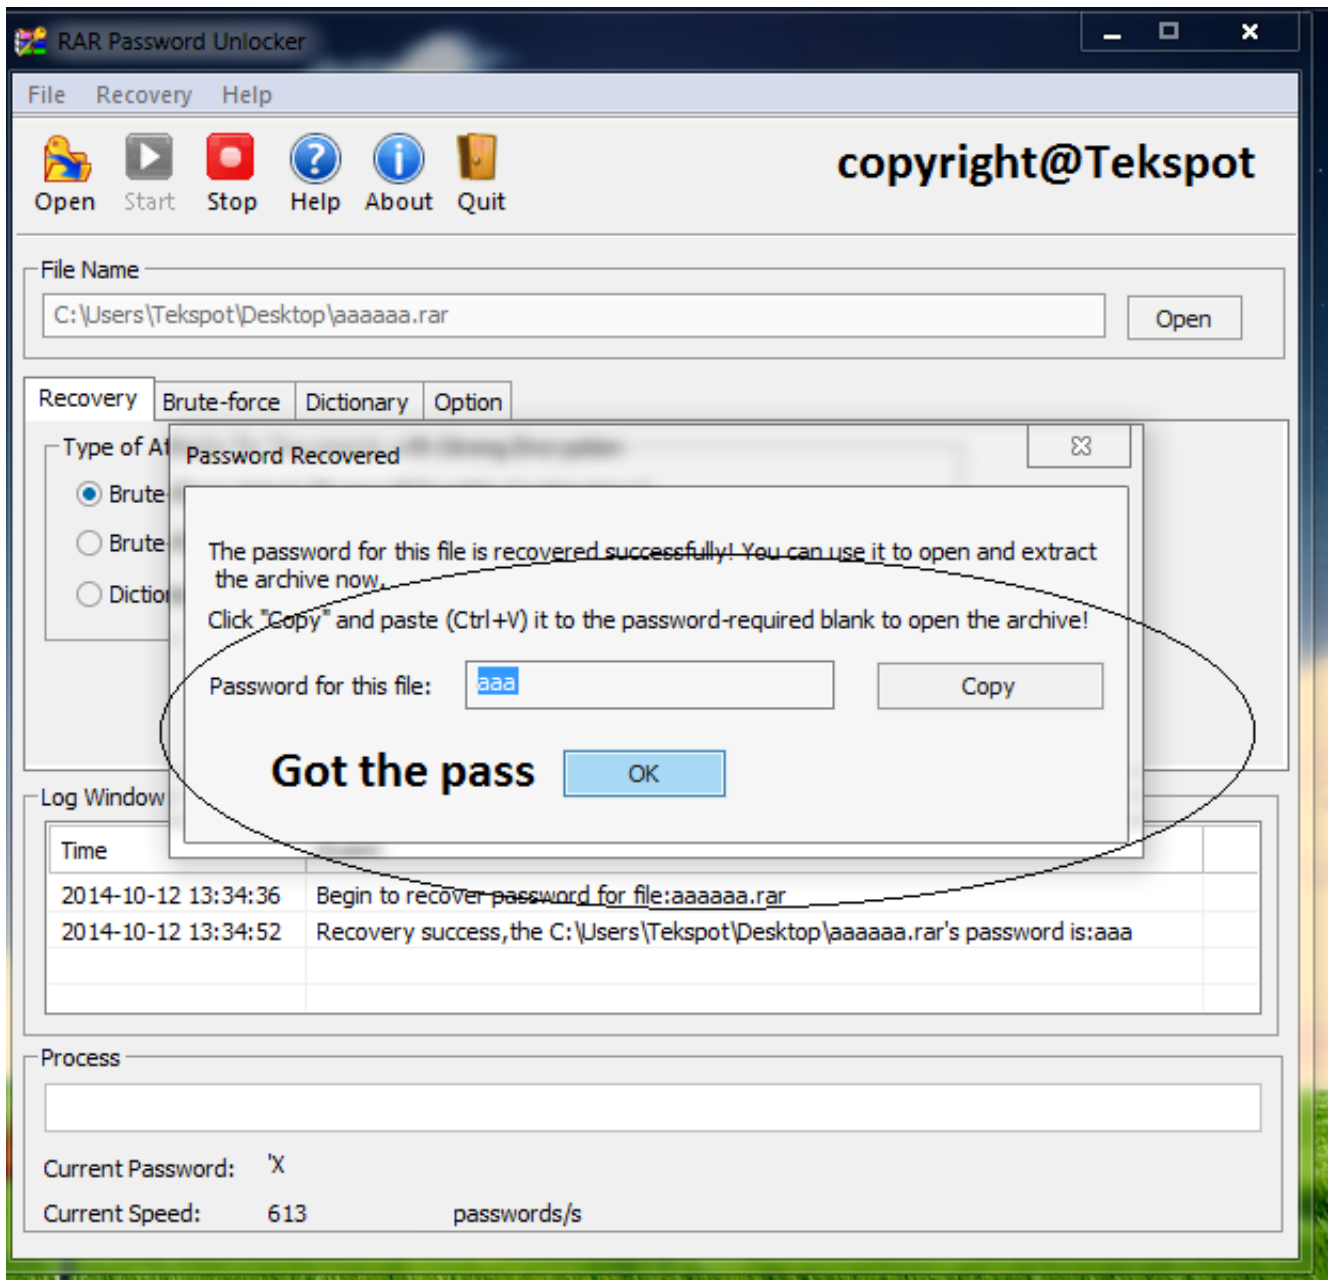 RAR Password Unlocker
File Recovery Help
Open Start Stop Help About Quit
copyright@Tekspot
File Name
C:\Users\Tekspot\Desktop\aaaaaa.rar
Open
Recovery Brute-force Dictionary Option
Type of At
Brute-
Brute-
Diction
Password Recovered
The password for this file is recovered successfully! You can use it to open and extract
the archive now.
Click "Copy" and paste (Ctrl+V) it to the password-required blank to open the archive!
Password for this file: aaa Copy
Got the pass OK
Log Window
Time
2014-10-12 13:34:36 Begin to recover password for file:aaaaaa.rar
2014-10-12 13:34:52 Recovery success,the C:\Users\Tekspot\Desktop\aaaaaa.rar's password is:aaa
Process
Current Password: 'X
Current Speed: 613 passwords/s